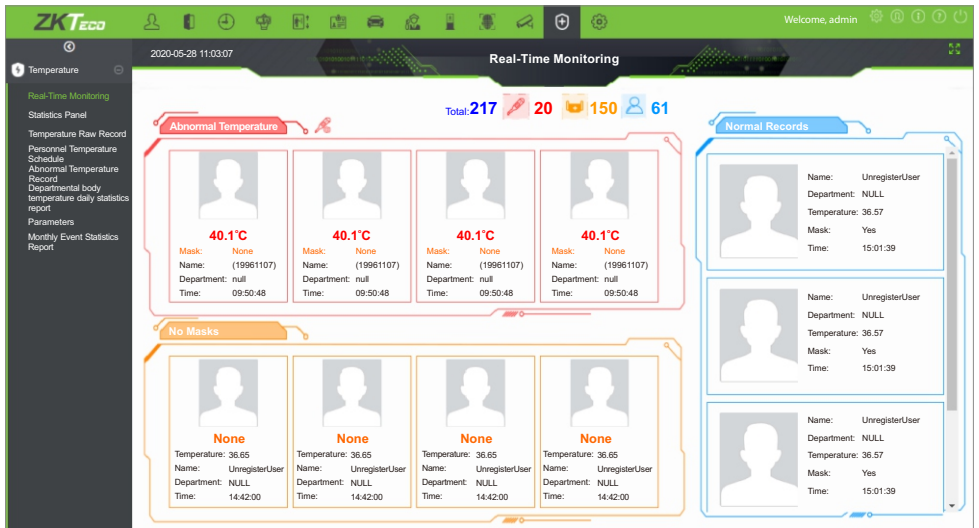 ZKTECO
Welcome, admin
Temperature
Real-Time Monitoring
Statistics Panel
Temperature Raw Record
Personnel Temperature
Schedule
Abnormal Temperature
Record
Departmental body
temperature daily statistics
report
Parameters
Monthly Event Statistics
Report
2020-05-28 11:03:07
Real-Time Monitoring
Total:217 20 150 61
Abnormal Temperature
40.1°C
Mask: None
Name: (19961107)
Department: null
Time: 09:50:48
40.1°C
Mask: None
Name: (19961107)
Department: null
Time: 09:50:48
40.1°C
Mask: None
Name: (19961107)
Department: null
Time: 09:50:48
40.1°C
Mask: None
Name: (19961107)
Department: null
Time: 09:50:48
No Masks
None
Temperature: 36.65
Name: UnregisterUser
Department: NULL
Time: 14:42:00
None
Temperature: 36.65
Name: UnregisterUser
Department: NULL
Time: 14:42:00
None
Temperature: 36.65
Name: UnregisterUser
Department: NULL
Time: 14:42:00
None
Temperature: 36.65
Name: UnregisterUser
Department: NULL
Time: 14:42:00
Normal Records
Name: UnregisterUser
Department: NULL
Temperature: 36.57
Mask: Yes
Time: 15:01:39
Name: UnregisterUser
Department: NULL
Temperature: 36.57
Mask: Yes
Time: 15:01:39
Name: UnregisterUser
Department: NULL
Temperature: 36.57
Mask: Yes
Time: 15:01:39